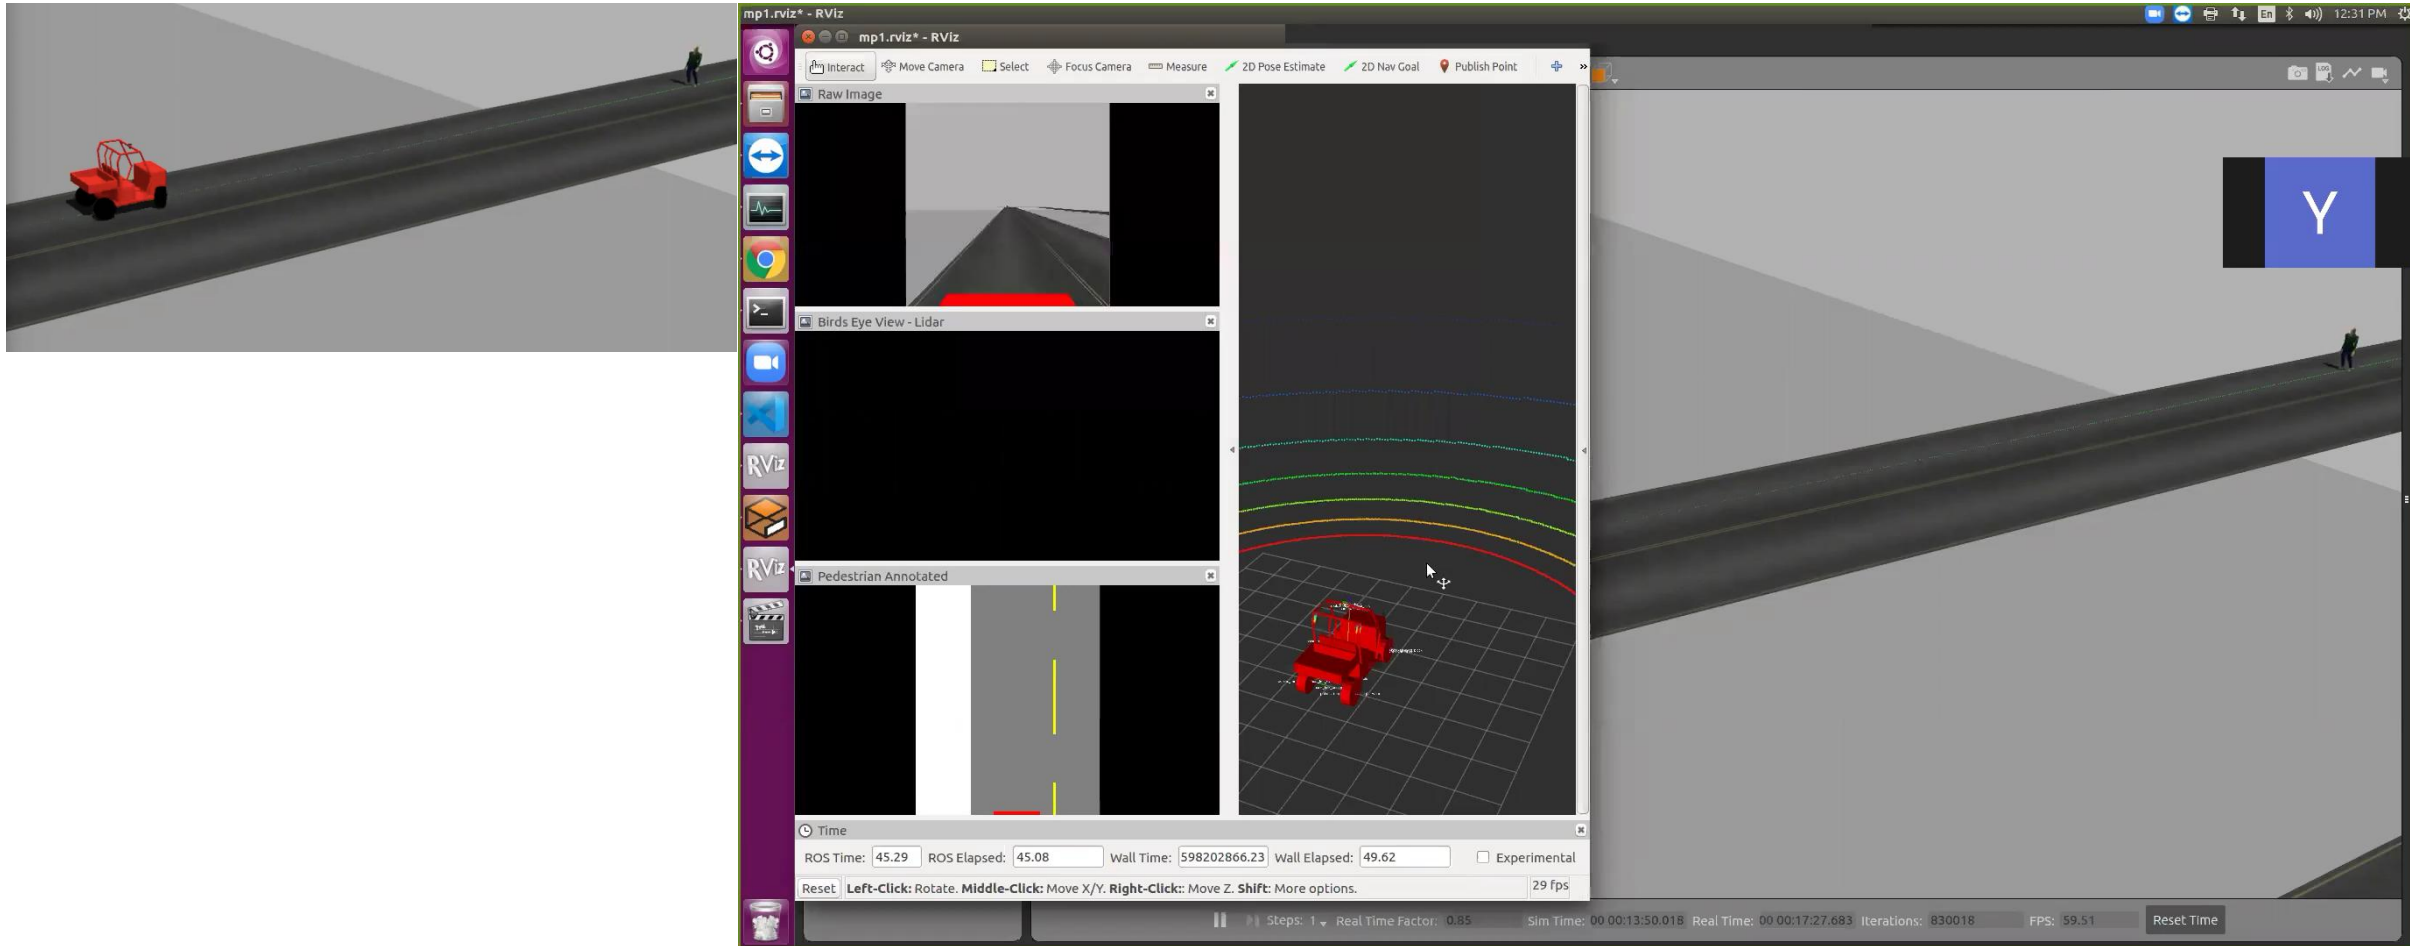 mp1.rviz* - RViz
En
12:31 PM
mp1.rviz* - RViz
Interact
Move Camera
Select
Focus Camera
Measure
2D Pose Estimate
2D Nav Goal
Publish Point
»
Raw Image
LOG
Y
Birds Eye View - Lidar
RViz
RViz
Pedestrian Annotated
Time
ROS Time: 45.29 ROS Elapsed: 45.08 Wall Time: 598202866.23 Wall Elapsed: 49.62 Experimental
Reset Left-Click: Rotate. Middle-Click: Move X/Y. Right-Click:: Move Z. Shift: More options. 29 fps
Steps: 1 Real Time Factor: 0.85 Sim Time: 00 00:13:50.018 Real Time: 00 00:17:27.683 Iterations: 830018 FPS: 59.51 Reset Time